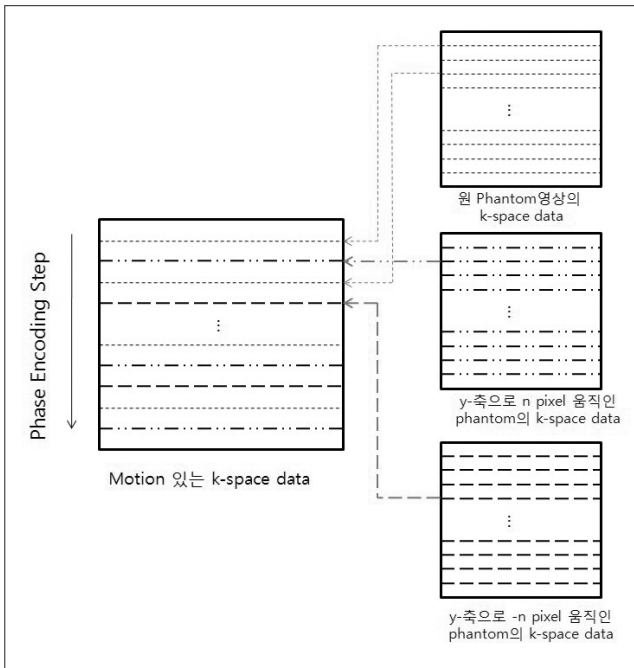 원 Phantom영상의
k-space data
Phase Encoding Step
y-축으로 n pixel 움직인
phantom의 k-space data
Motion 있는 k-space data
y-축으로 -n pixel 움직인
phantom의 k-space data